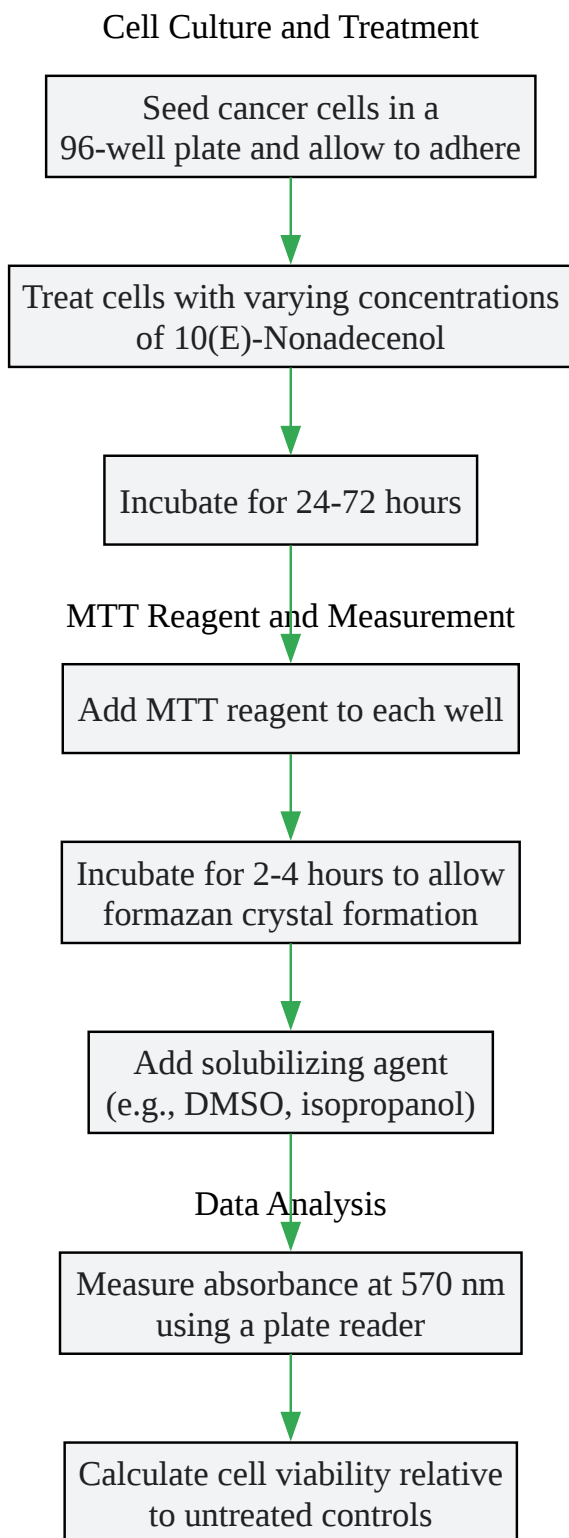 Cell Culture and Treatment
Seed cancer cells in a
96-well plate and allow to adhere
Treat cells with varying concentrations
of 10(E)-Nonadecenol
Incubate for 24-72 hours
MTT Reagent and Measurement
Add MTT reagent to each well
Incubate for 2-4 hours to allow
formazan crystal formation
Add solubilizing agent
(e.g., DMSO, isopropanol)
Data Analysis
Measure absorbance at 570 nm
using a plate reader
Calculate cell viability relative
to untreated controls